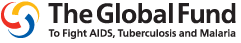 The Global Fund
To Fight AIDS, Tuberculosis and Malaria